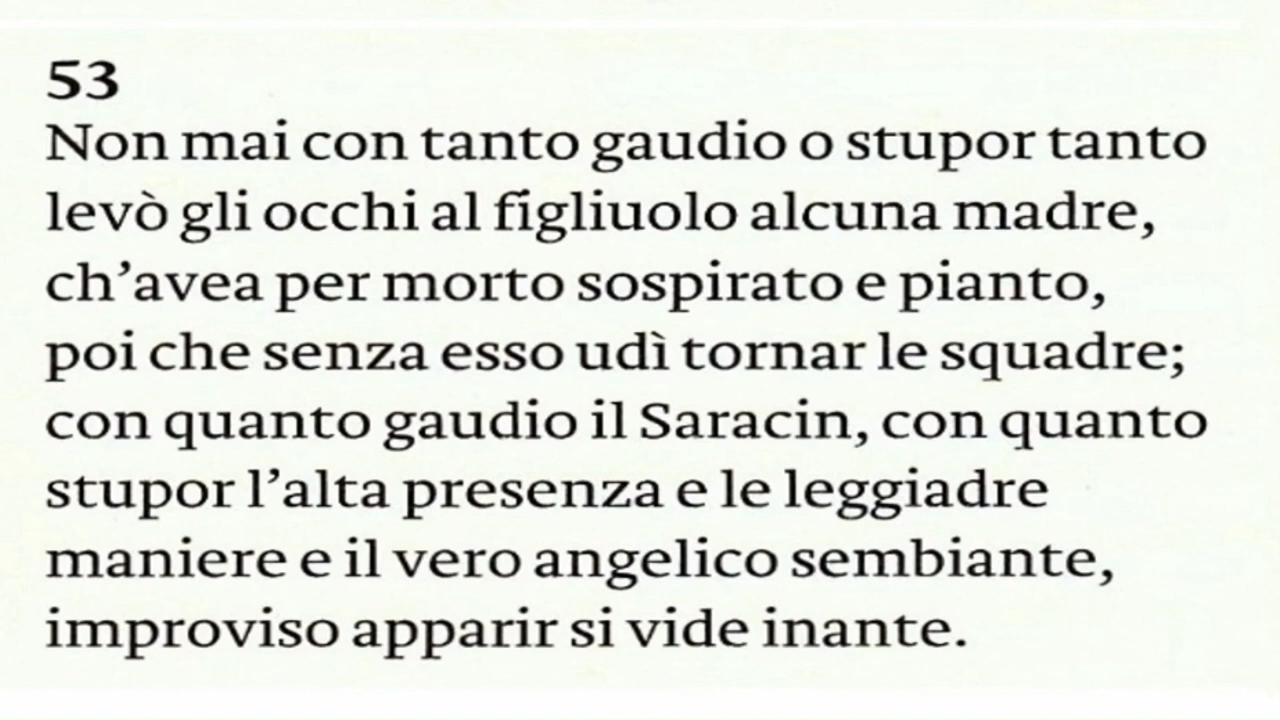 53
Non mai con tanto gaudio o stupor tanto
levò gli occhi al figliuolo alcuna madre,
ch’avea per morto sospirato e pianto,
poi che senza esso udì tornar le squadre;
con quanto gaudio il Saracin, con quanto
stupor l’alta presenza e le leggiadre
maniere e il vero angelico sembiante,
improviso apparir si vide inante.